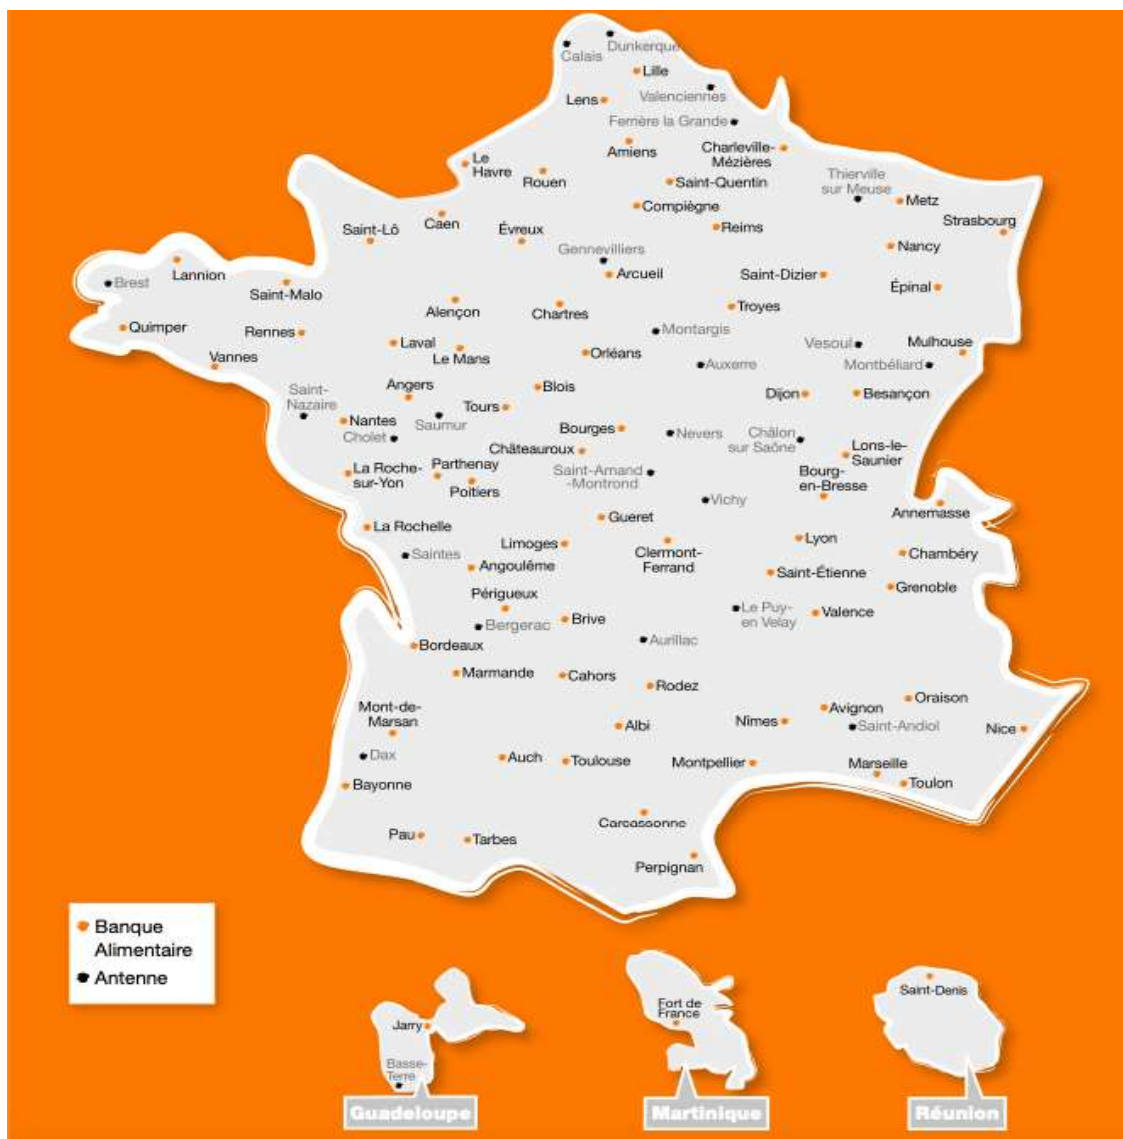 Dunkerque
Calais
Lille
Valenciennes
Lens
Ferrière la Grande
Amiens
Charleville-
Mézières
Le
Havre
Rouen
Saint-Quentin
Thierville
sur Meuse
Metz
Compiègne
Strasbourg
Caen
Saint-Lô
Évreux
Reims
Gennevilliers
Nancy
Lannion
Brest
Arcueil
Saint-Dizier
Saint-Malo
Épinal
Alençon
Chartres
Troyes
Quimper
Rennes
Montargis
Laval
Le Mans
Orléans
Vesoul
Mulhouse
Vannes
Auxerre
Montbéliard
Saint-
Nazaire
Angers
Blois
Dijon
Besançon
Tours
Nantes
Saumur
Cholet
Bourges
Nevers
Châlon
sur Saône
Châteauroux
Lons-le-
Saunier
La Roche-
sur-Yon
Parthenay
Poitiers
Saint-Amand
-Montrond
Bourg-
en-Bresse
Vichy
Annemasse
Gueret
La Rochelle
Limoges
Clermont-
Ferrand
Lyon
Saintes
Chambéry
Angoulême
Saint-Étienne
Grenoble
Périgueux
Le Puy-
en Velay
Valence
Brive
Bergerac
Aurillac
Bordeaux
Marmande
Cahors
Rodez
Oraison
Mont-de-
Marsan
Avignon
Nîmes
Saint-Andiol
Albi
Nice
Dax
Auch
Toulouse
Montpellier
Marseille
Toulon
Bayonne
Carcassonne
Pau
Tarbes
Perpignan
Banque
Alimentaire
Antenne
Jarry
Basse-
Terre
Guadeloupe
Fort de
France
Martinique
Saint-Denis
Réunion